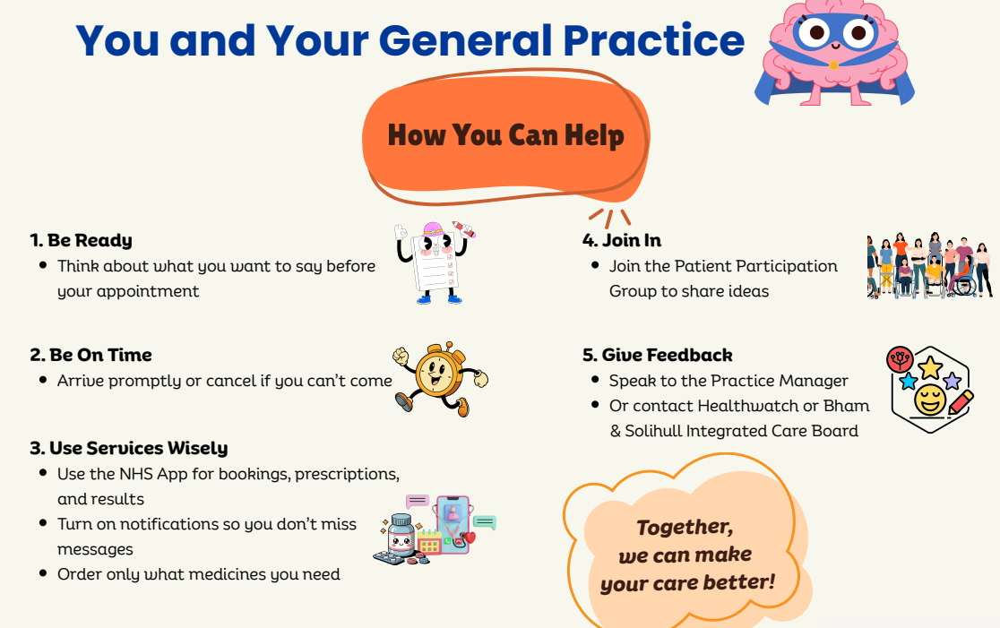 You and Your General Practice
How You Can Help
1. Be Ready
• Think about what you want to say before
your appointment
2. Be On Time
• Arrive promptly or cancel if you can't come
3. Use Services Wisely
• Use the NHS App for bookings, prescriptions,
and results
• Turn on notifications so you don't miss
messages
• Order only what medicines you need
4. Join In
• Join the Patient Participation
Group to share ideas
5. Give Feedback
• Speak to the Practice Manager
• Or contact Healthwatch or Bham
& Solihull Integrated Care Board
Together,
we can make
your care better!